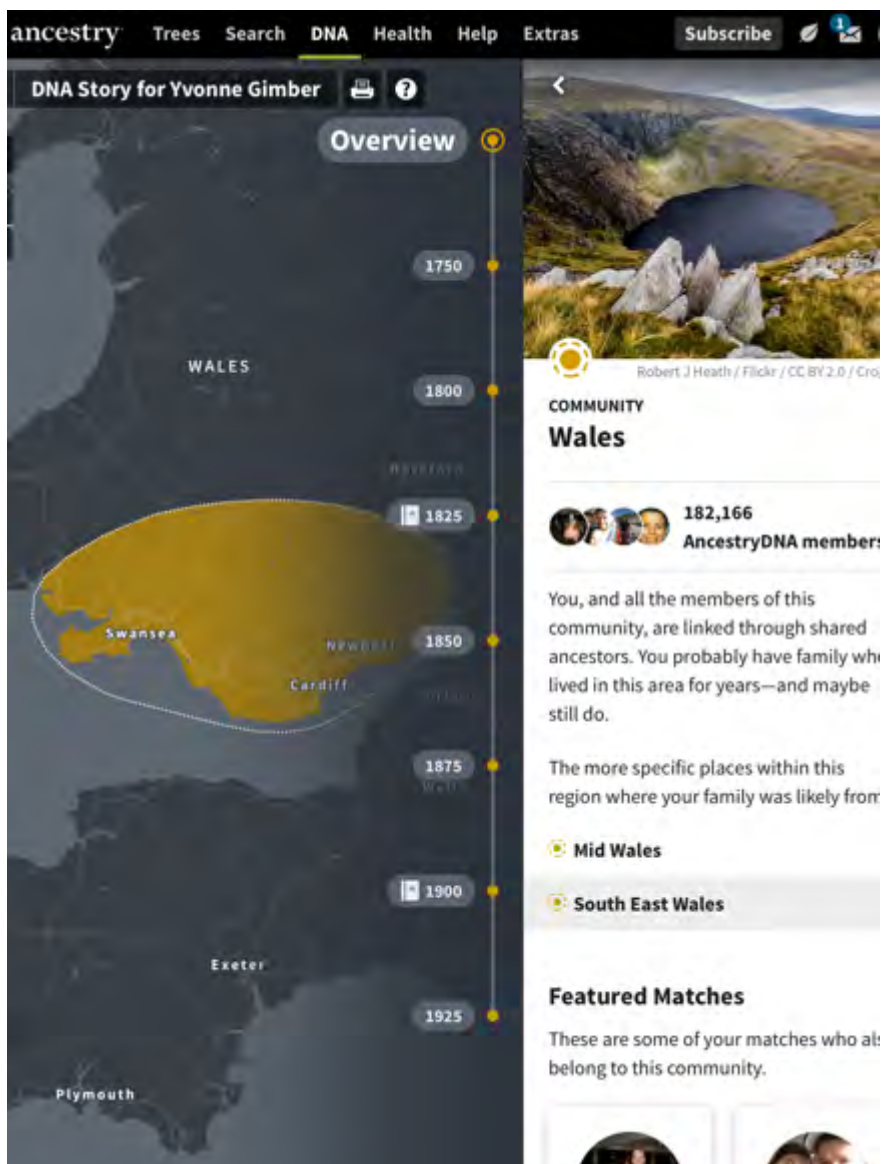 ancestry Trees Search DNA Health Help Extras Subscribe 1
DNA Story for Yvonne Gimber ?
Overview
1750
1800
1825
1850
1875
1900
1925
WALES
Swansea
Cardiff
Exeter
Plymouth
Robert J Heath / Flickr / CC BY 2.0 / Cro
COMMUNITY
Wales
182,166
AncestryDNA members
You, and all the members of this
community, are linked through shared
ancestors. You probably have family who
lived in this area for years—and maybe
still do.
The more specific places within this
region where your family was likely from
Mid Wales
South East Wales
Featured Matches
These are some of your matches who als
belong to this community.